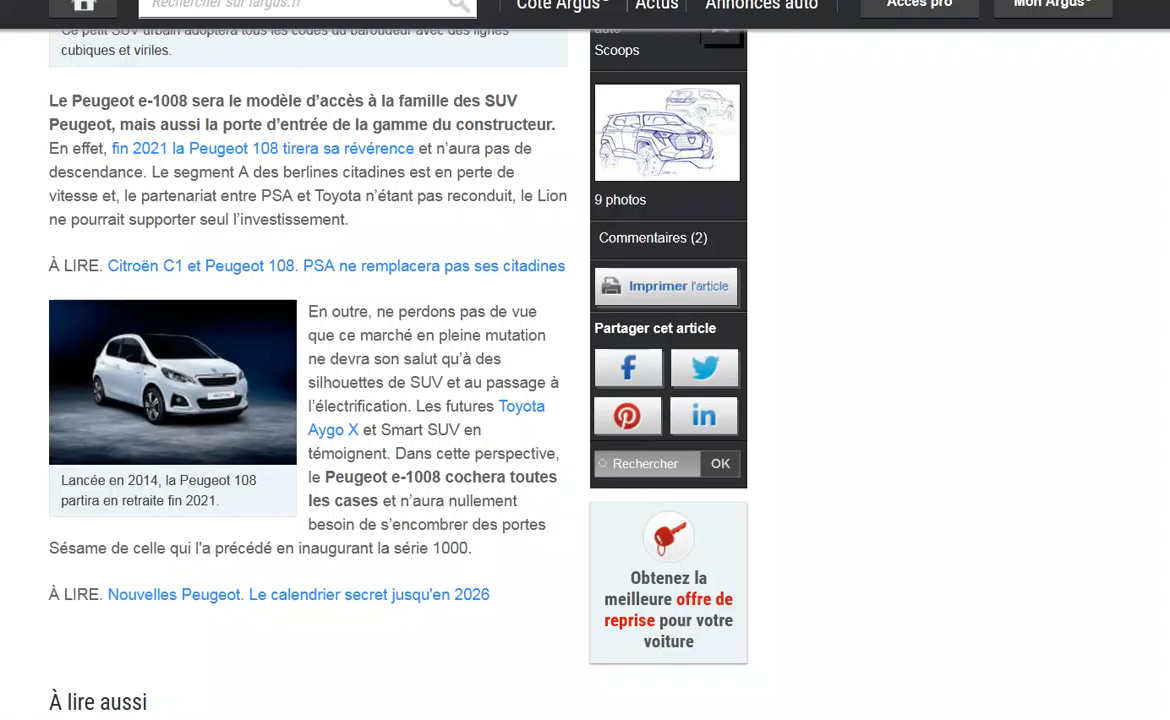 Rechercher sur largus.fr
Cote Argus®
Actus
Annonces auto
Accès pro
Mon Argus®
Ce petit SUV urbain adoptera tous les codes du baroudeur avec des lignes
cubiques et viriles.
Le Peugeot e-1008 sera le modèle d’accès à la famille des SUV
Peugeot, mais aussi la porte d’entrée de la gamme du constructeur.
En effet, fin 2021 la Peugeot 108 tirera sa révérence et n’aura pas de
descendance. Le segment A des berlines citadines est en perte de
vitesse et, le partenariat entre PSA et Toyota n’étant pas reconduit, le Lion
ne pourrait supporter seul l’investissement.
À LIRE. Citroën C1 et Peugeot 108. PSA ne remplacera pas ses citadines
En outre, ne perdons pas de vue
que ce marché en pleine mutation
ne devra son salut qu’à des
silhouettes de SUV et au passage à
l’électrification. Les futures Toyota
Aygo X et Smart SUV en
témoignent. Dans cette perspective,
le Peugeot e-1008 cochera toutes
les cases et n’aura nullement
besoin de s’encombrer des portes
Sésame de celle qui l'a précédé en inaugurant la série 1000.
Lancée en 2014, la Peugeot 108
partira en retraite fin 2021.
À LIRE. Nouvelles Peugeot. Le calendrier secret jusqu'en 2026
À lire aussi
auto
Scoops
9 photos
Commentaires (2)
Imprimer l'article
Partager cet article
Rechercher
OK
Obtenez la
meilleure offre de
reprise pour votre
voiture